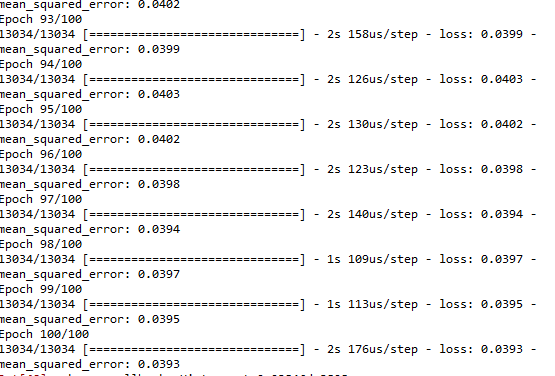 mean_squared_error: 0.0402
Epoch 93/100
13034/13034 [==============================] - 2s 158us/step - loss: 0.0399 -
mean_squared_error: 0.0399
Epoch 94/100
13034/13034 [==============================] - 2s 126us/step - loss: 0.0403 -
mean_squared_error: 0.0403
Epoch 95/100
13034/13034 [==============================] - 2s 130us/step - loss: 0.0402 -
mean_squared_error: 0.0402
Epoch 96/100
13034/13034 [==============================] - 2s 123us/step - loss: 0.0398 -
mean_squared_error: 0.0398
Epoch 97/100
13034/13034 [==============================] - 2s 140us/step - loss: 0.0394 -
mean_squared_error: 0.0394
Epoch 98/100
13034/13034 [==============================] - 1s 109us/step - loss: 0.0397 -
mean_squared_error: 0.0397
Epoch 99/100
13034/13034 [==============================] - 1s 113us/step - loss: 0.0395 -
mean_squared_error: 0.0395
Epoch 100/100
13034/13034 [==============================] - 2s 176us/step - loss: 0.0393 -
mean_squared_error: 0.0393